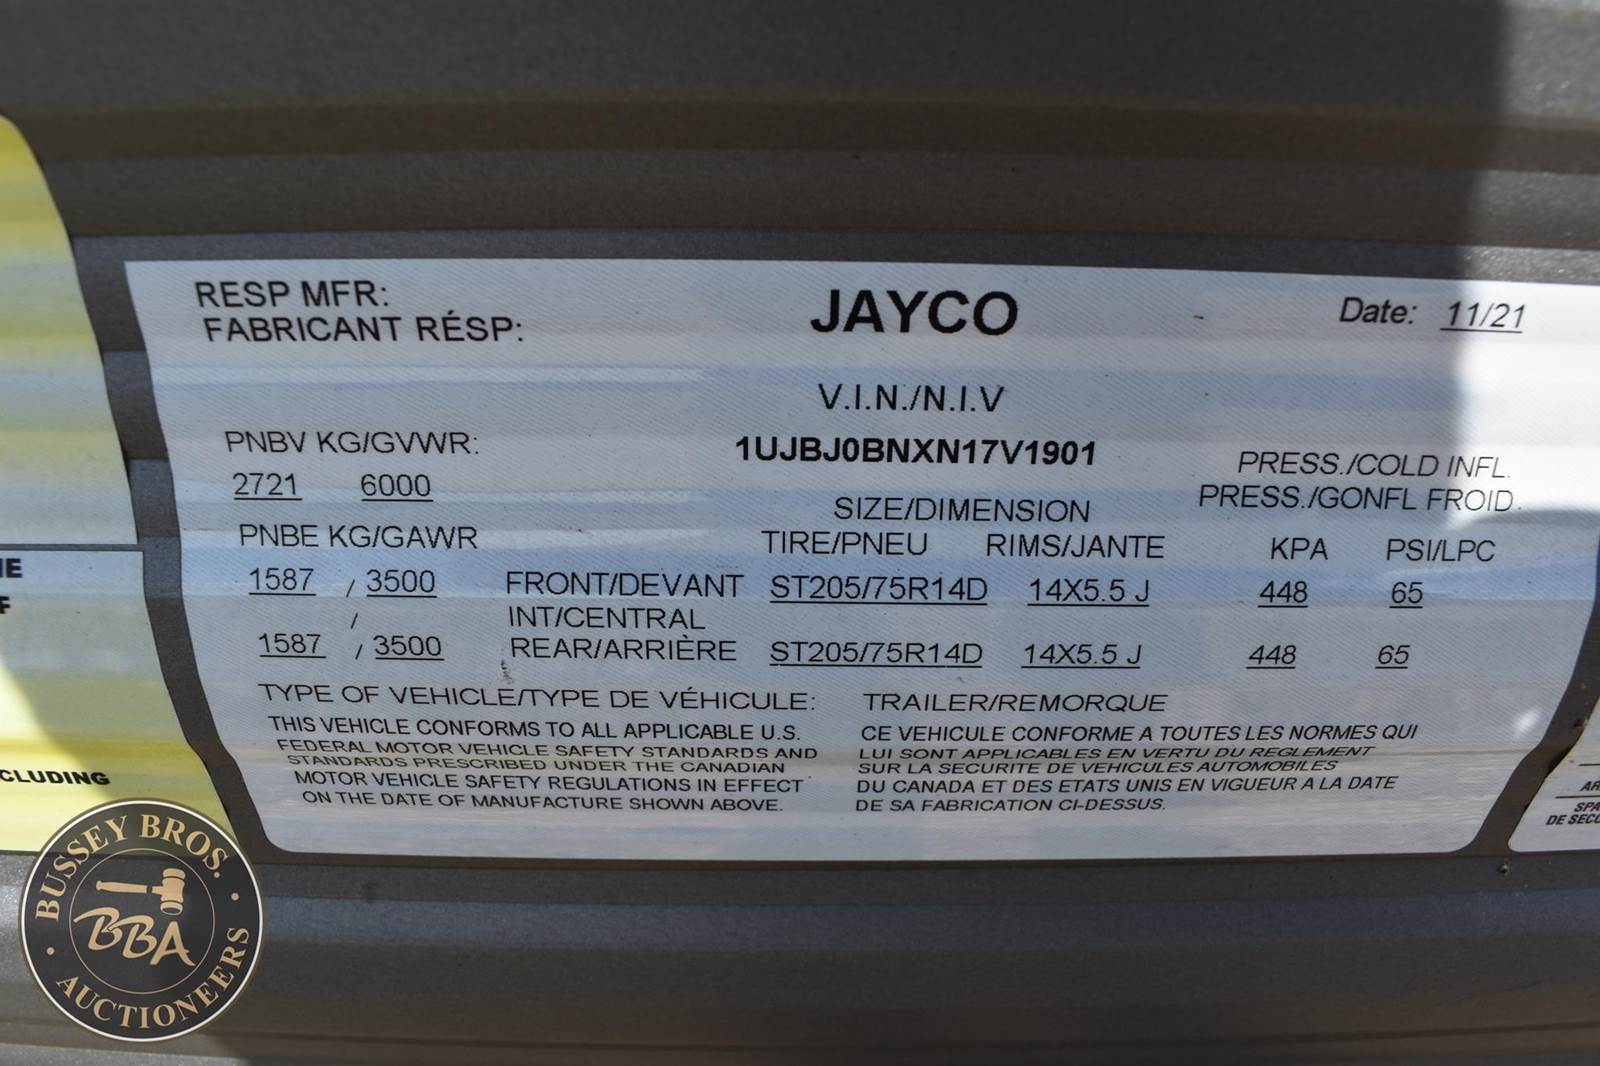 RESP MFR:
FABRICANT RÉSP:
JAYCO
Date: 11/21
V.I.N./N.I.V
PNBV KG/GVWR:
1UJBJ0BNXN17V1901
2721 6000
PRESS./COLD INFL.
PRESS./GONFL FROID.
SIZE/DIMENSION
PNBE KG/GAWR
TIRE/PNEU RIMS/JANTE KPA PSI/LPC
1587 / 3500 FRONT/DEVANT ST205/75R14D 14X5.5 J 448 65
/ INT/CENTRAL
1587 / 3500 REAR/ARRIÈRE ST205/75R14D 14X5.5 J 448 65
TYPE OF VEHICLE/TYPE DE VÉHICULE: TRAILER/REMORQUE
THIS VEHICLE CONFORMS TO ALL APPLICABLE U.S.
FEDERAL MOTOR VEHICLE SAFETY STANDARDS AND
STANDARDS PRESCRIBED UNDER THE CANADIAN
MOTOR VEHICLE SAFETY REGULATIONS IN EFFECT
ON THE DATE OF MANUFACTURE SHOWN ABOVE.
CE VEHICULE CONFORME A TOUTES LES NORMES QUI
LUI SONT APPLICABLES EN VERTU DU REGLEMENT
SUR LA SECURITE DE VEHICULES AUTOMOBILES
DU CANADA ET DES ETATS UNIS EN VIGUEUR A LA DATE
DE SA FABRICATION CI-DESSUS.
CLUDING
AR
SPA
DE SECU
BUSSEY BROS.
BBA
AUCTIONEERS